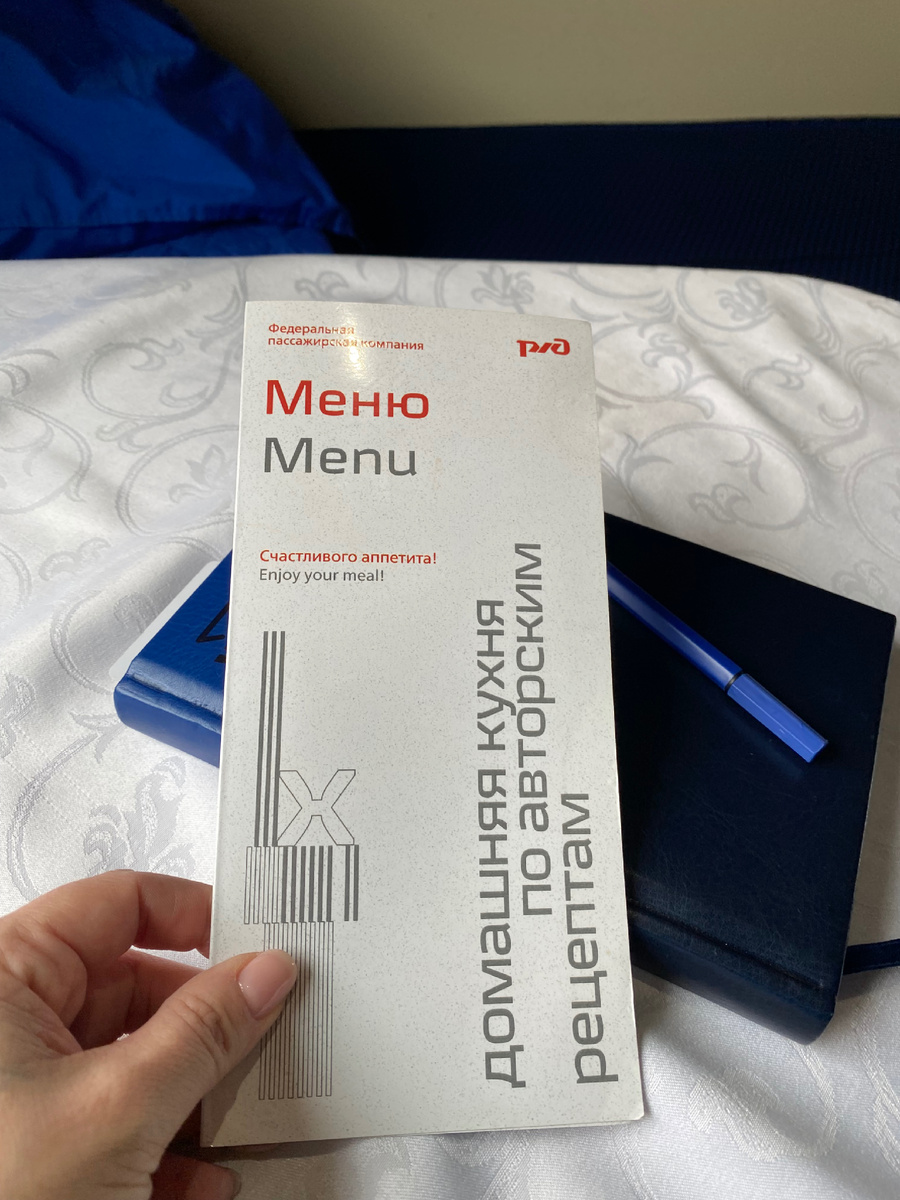 Федеральная
пассажирская компания
ржд
Меню
Menu
Счастливого аппетита!
Enjoy your meal!
домашняя кухня
по авторским
рецептам